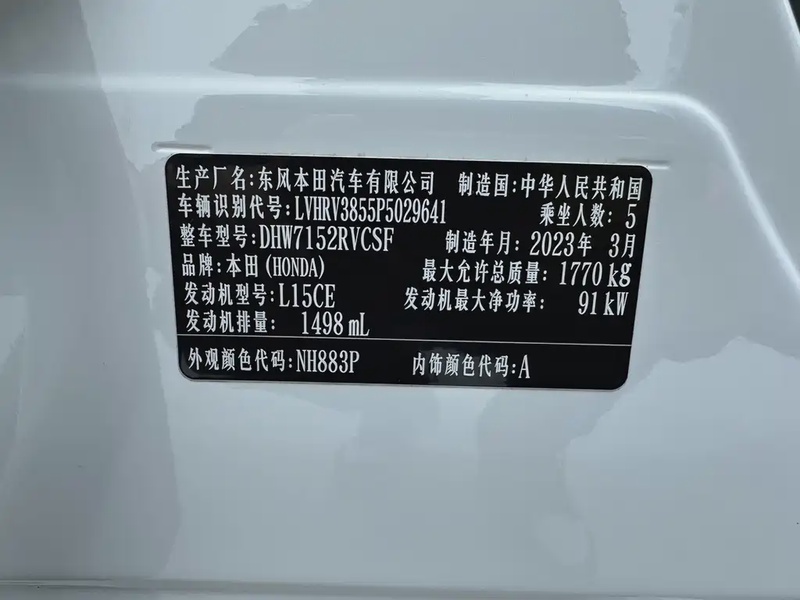 生产厂名:东风本田汽车有限公司 制造国:中华人民共和国
车辆识别代号:LVHRV3855P5029641 乘坐人数:5
整车型号:DHW7152RVCSF 制造年月:2023年 3月
品牌:本田(HONDA) 最大允许总质量:1770kg
发动机型号:L15CE 发动机最大净功率: 91kW
发动机排量: 1498mL
外观颜色代码:NH883P 内饰颜色代码:A